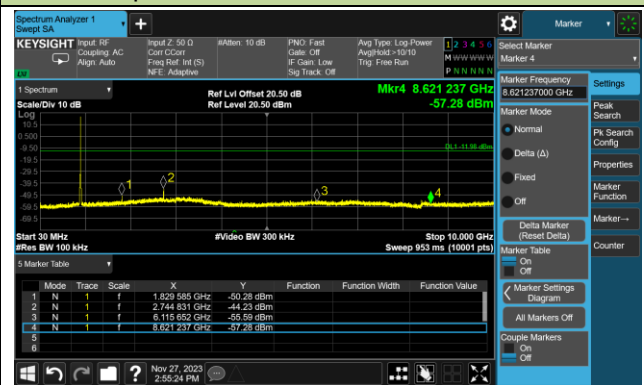 Spectrum Analyzer 1
Swept SA
+
Marker
KEYSIGHT
Input: RF
Coupling: AC
Align: Auto
Input Z: 50 Ω
Corr CCorr
Freq Ref: Int (S)
NFE: Adaptive
#Atten: 10 dB
PNO: Fast
Gate: Off
IF Gain: Low
Sig Track: Off
Avg Type: Log-Power
Avg|Hold:>10/10
Trig: Free Run
1 2 3 4 5 6
M W W W W W
P N N N N N
LVI
Select Marker
Marker 4
1 Spectrum
Scale/Div 10 dB
Log
Ref Lvl Offset 20.50 dB
Ref Level 20.50 dBm
Mkr4 8.621 237 GHz
-57.28 dBm
10.5
0.500
-9.50
-19.5
-29.5
-39.5
-49.5
-59.5
-69.5
DL1 -11.98 dBm
1
2
3
4
Start 30 MHz
#Res BW 100 kHz
#Video BW 300 kHz
Stop 10.000 GHz
Sweep 953 ms (10001 pts)
5 Marker Table
Mode Trace Scale X Y Function Function Width Function Value
1 N 1 f 1.829 585 GHz -50.28 dBm
2 N 1 f 2.744 831 GHz -44.23 dBm
3 N 1 f 6.115 652 GHz -55.59 dBm
4 N 1 f 8.621 237 GHz -57.28 dBm
5
6
Marker Frequency
8.621237000 GHz
Marker Mode
Normal
Delta (Δ)
Fixed
Off
Delta Marker
(Reset Delta)
Marker Table
On
Off
Marker Settings
Diagram
All Markers Off
Couple Markers
On
Off
Settings
Peak
Search
Pk Search
Config
Properties
Marker
Function
Marker→
Counter
?
Nov 27, 2023
2:55:24 PM